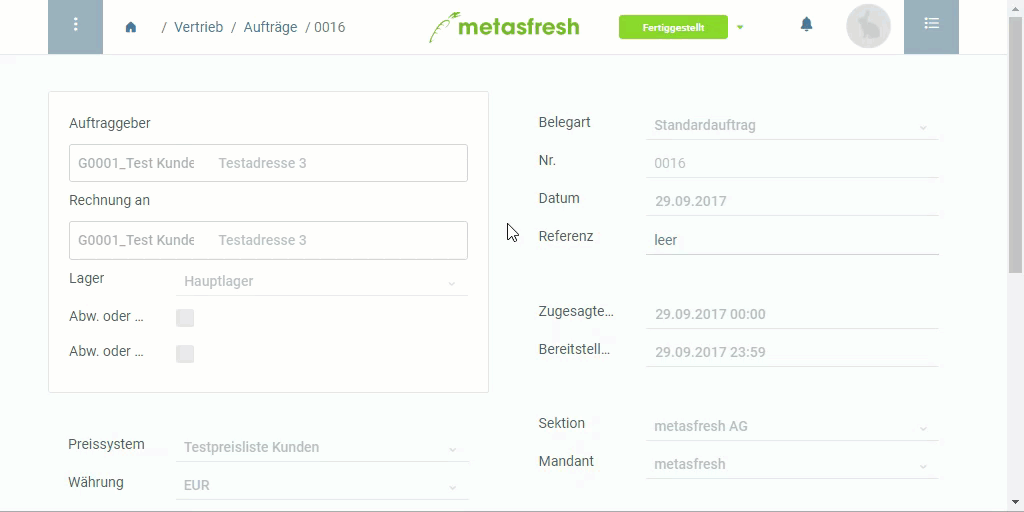 / Vertrieb / Aufträge / 0016
metasfresh
Fertiggestellt
Auftraggeber
G0001_Test Kunde Testadresse 3
Rechnung an
G0001_Test Kunde Testadresse 3
Lager Hauptlager
Abw. oder ...
Abw. oder ...
Preissystem Testpreisliste Kunden
Währung EUR
Belegart Standardauftrag
Nr. 0016
Datum 29.09.2017
Referenz leer
Zugesagte... 29.09.2017 00:00
Bereitstell... 29.09.2017 23:59
Sektion metasfresh AG
Mandant metasfresh